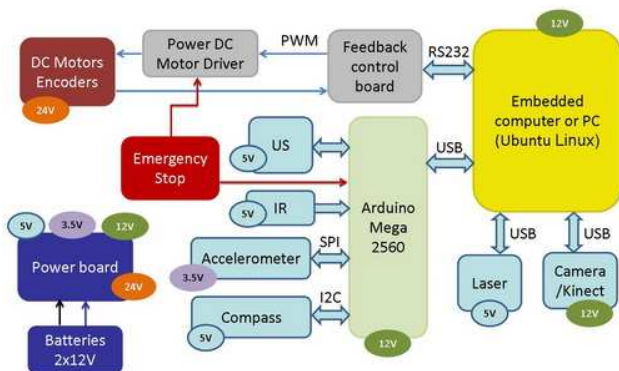 12V
DC Motors
Encoders
24V
Power DC
Motor Driver
PWM
Feedback
control
board
RS232
Embedded
computer or PC
(Ubuntu Linux)
Emergency
Stop
US
5V
IR
5V
Accelerometer
3.5V
SPI
Compass
5V
I2C
Arduino
Mega
2560
12V
USB
USB
USB
Laser
5V
Camera
/Kinect
12V
5V
3.5V
12V
Power board
24V
Batteries
2x12V